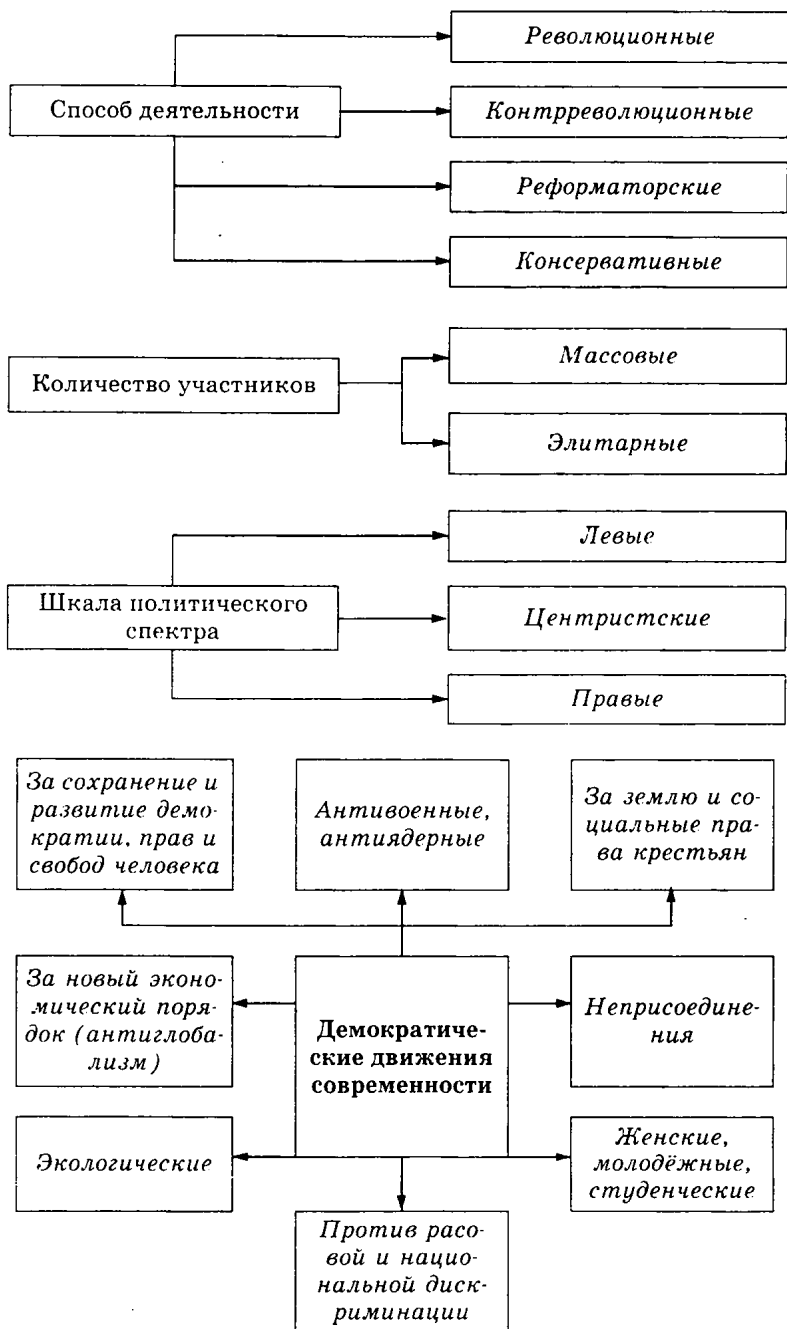 Революционные
Способ деятельности
Контрреволюционные
Реформаторские
Консервативные
Массовые
Количество участников
Элитарные
Левые
Шкала политического
спектра
Центристские
Правые
За сохранение и
развитие демо-
кратии, прав и
свобод человека
Антивоенные,
антиядерные
За землю и со-
циальные пра-
ва крестьян
За новый эконо-
мический поря-
док (антиглоба-
лизм)
Демократиче-
ские движения
современности
Неприсоедине-
ния
Экологические
Женские,
молодёжные,
студенческие
Против расо-
вой и нацио-
нальной диск-
риминации